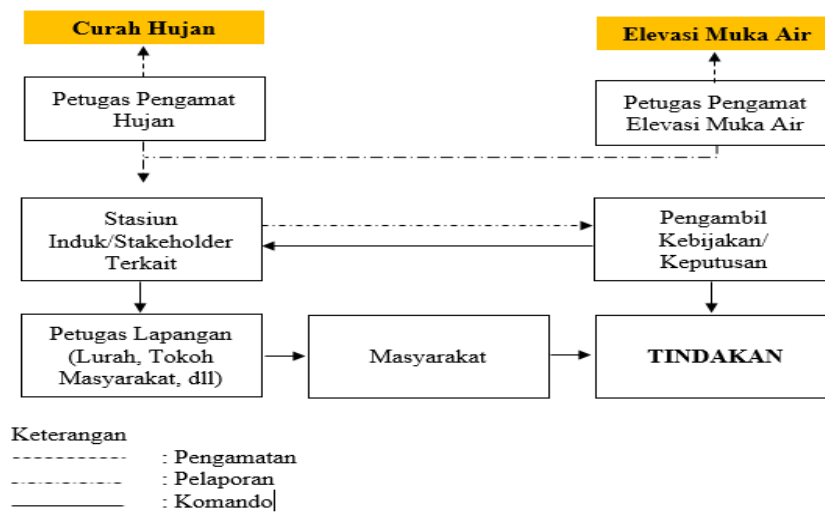 Curah Hujan
Elevasi Muka Air
Petugas Pengamat
Hujan
Petugas Pengamat
Elevasi Muka Air
Stasiun
Induk/Stakeholder
Terkait
Pengambil
Kebijakan/
Keputusan
Petugas Lapangan
(Lurah, Tokoh
Masyarakat, dll)
Masyarakat
TINDAKAN
Keterangan
: Pengamatan
: Pelaporan
: Komando